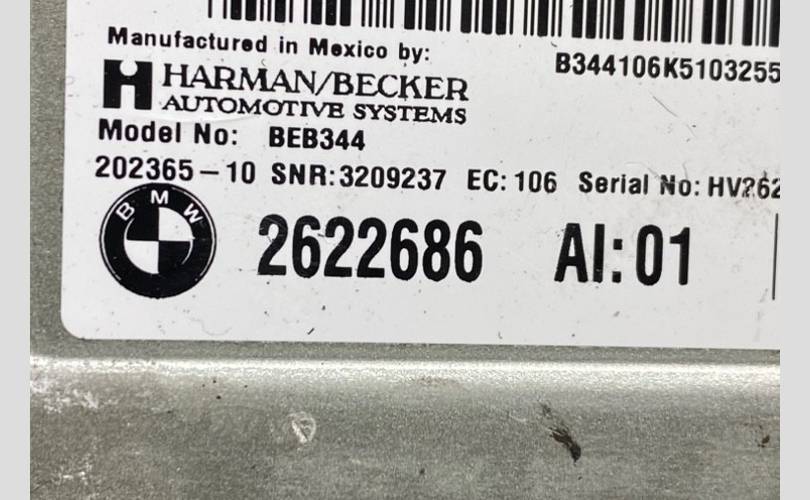 Manufactured in Mexico by:
B344106K5103255
HARMAN/BECKER
AUTOMOTIVE SYSTEMS
Model No: BEB344
202365-10 SNR:3209237 EC:106 Serial No:
BMW
2622686 AI:01